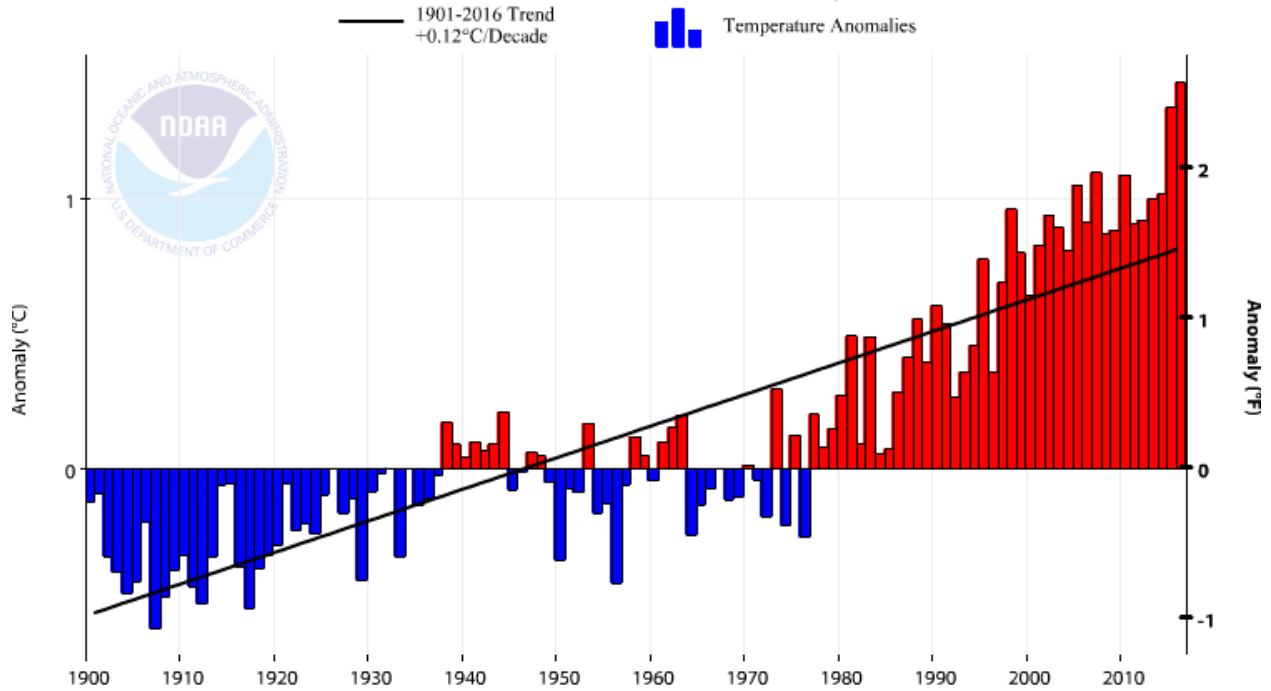 1901-2016 Trend
+0.12°C/Decade
Temperature Anomalies
NATIONAL OCEANIC AND ATMOSPHERIC ADMINISTRATION
NOAA
U.S. DEPARTMENT OF COMMERCE
Anomaly (°C)
1
0
Anomaly (°F)
2
1
0
-1
1900 1910 1920 1930 1940 1950 1960 1970 1980 1990 2000 2010